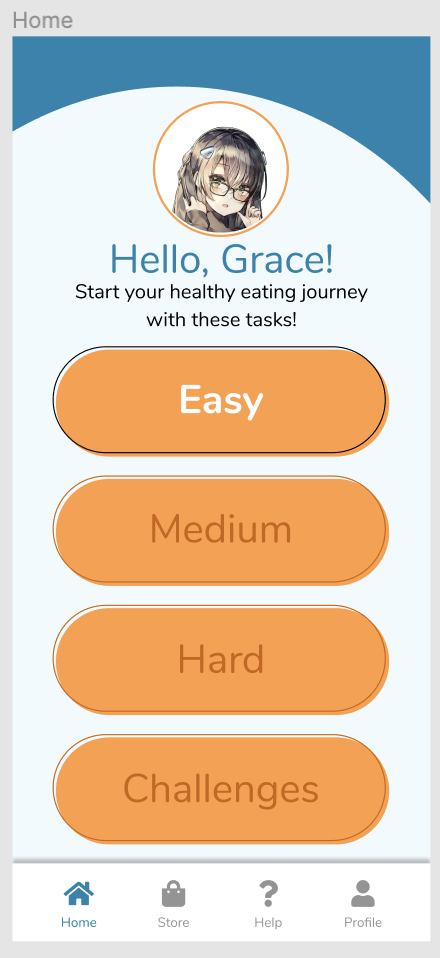 Home
Hello, Grace!
Start your healthy eating journey
with these tasks!
Easy
Medium
Hard
Challenges
Home Store Help Profile